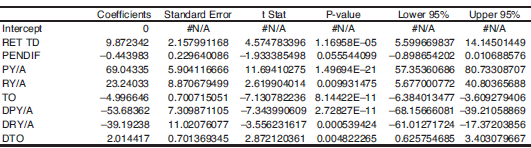 Coefficients Standard Error t Stat P-value Lower 95% Upper 95%
Intercept 0 #N/A #N/A #N/A #N/A #N/A
RET TD 9.872342 2.157991168 4.574783396 1.16958E–05 5.599669837 14.14501449
PENDIF –0.443983 0.229640086 –1.933385498 0.055544099 –0.898654202 0.010688576
PY/A 69.04335 5.904116666 11.69410275 1.49694E-21 57.35360686 80.73308707
RY/A 23.24033 8.870679499 2.619904014 0.009931475 5.677000772 40.80365688
TO –4.996646 0.700715051 –7.130782236 8.14422E–11 –6.384013477 –3.609279406
DPY/A –53.68362 7.309871105 –7.343990609 2.72827E–11 –68.15666081 –39.21058869
DRY/A –39.19238 11.02076077 –3.556231617 0.000539424 –61.01271724 –17.37203856
DTO 2.014417 0.701369345 2.872120361 0.004822265 0.625754685 3.403079667